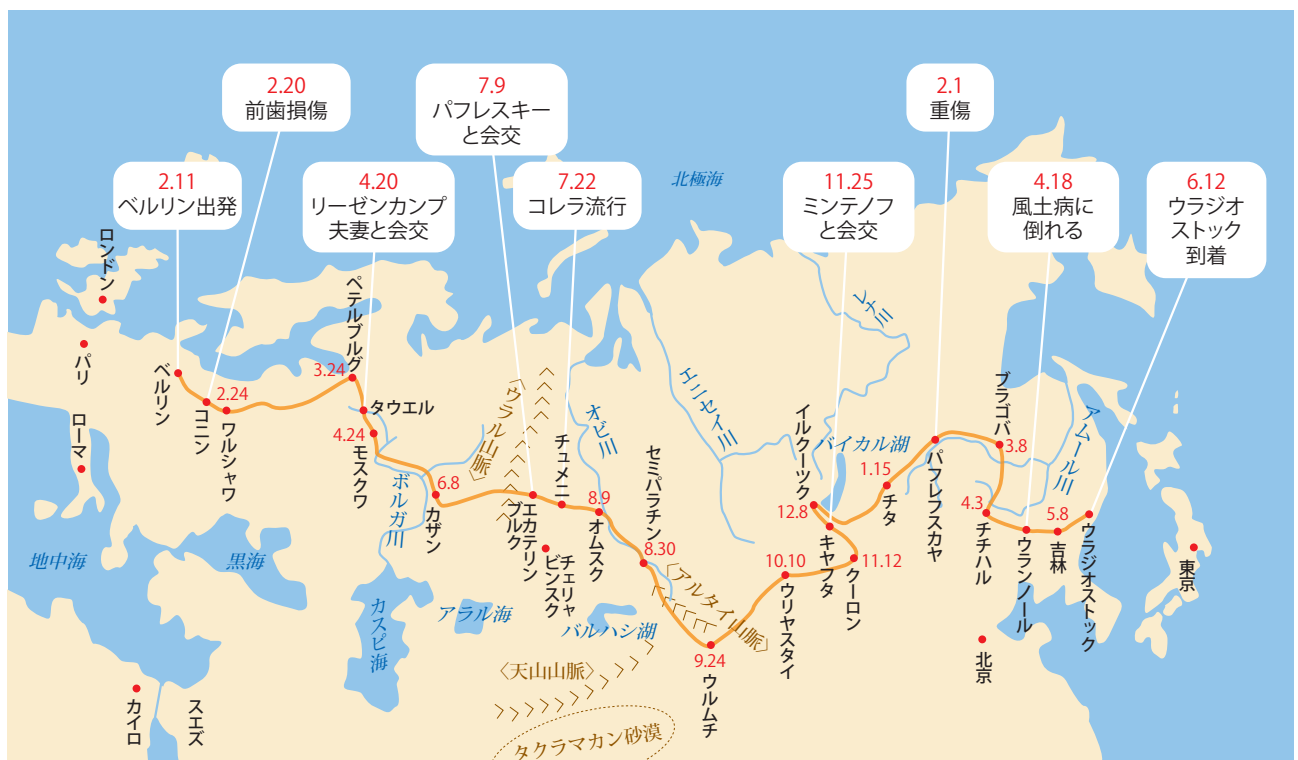 2.20
前歯損傷
7.9
パフレスキー
と会交
2.1
重傷
2.11
ベルリン出発
4.20
リーゼンカンプ
夫妻と会交
7.22
コレラ流行
北極海
11.25
ミンテノフ
と会交
4.18
風土病に
倒れる
6.12
ウラジオ
ストック
到着
ロンドン
パリ
ローマ
ベルリン
コニン
2.24
ワルシャワ
3.24
ペテルブルグ
タウエル
4.24
モスクワ
ボルガ川
6.8
カザン
〈ウラル山脈〉
エカテリン
ブルク
チェリャ
ビンスク
チュメニ
オビ川
8.9
オムスク
セミパラチン
8.30
エニセイ川
レナ川
〈アルタイ山脈〉
9.24
ウルムチ
10.10
ウリヤスタイ
イルクーツク
12.8
キヤフタ
11.12
クーロン
バイカル湖
1.15
チタ
パフレフスカヤ
ブラゴバ
3.8
アムール川
4.3
チチハル
ウランノール
5.8
吉林
ウラジオストック
東京
北京
地中海
黒海
カスピ海
アラル海
バルハシ湖
〈天山山脈〉
タクラマカン砂漠
カイロ
スエズ